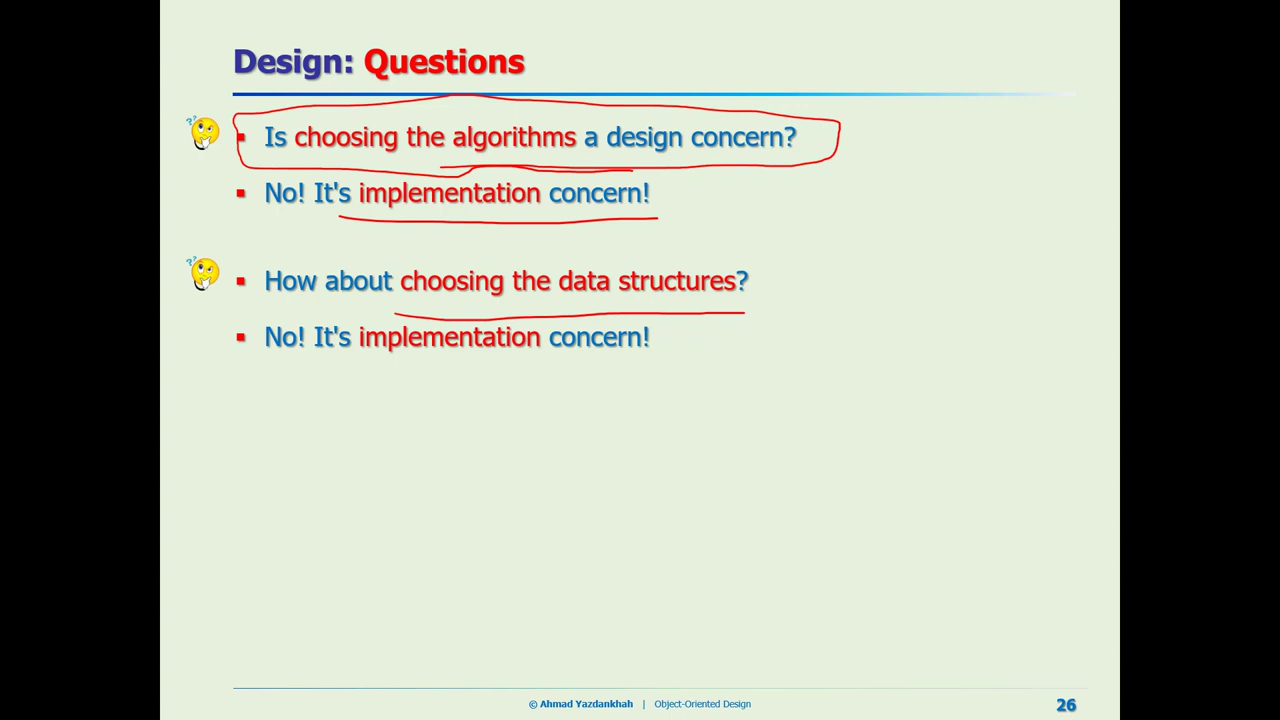 Design: Questions
Is choosing the algorithms a design concern?
No! It's implementation concern!
How about choosing the data structures?
No! It's implementation concern!
© Ahmad Yazdankhah | Object-Oriented Design
26